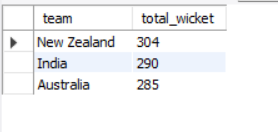 team total_wicket
New Zealand 304
India 290
Australia 285